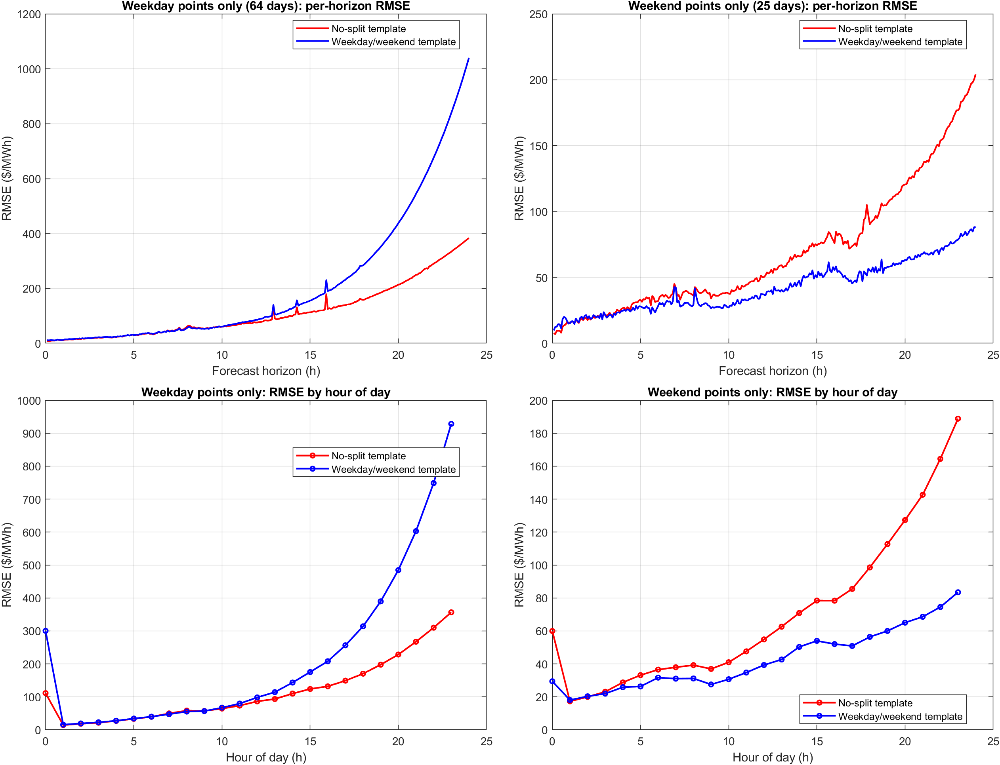 Weekday points only (64 days): per-horizon RMSE
1200
1000
800
600
400
200
0
0 5 10 15 20 25
RMSE ($/MWh)
Forecast horizon (h)
No-split template
Weekday/weekend template
Weekend points only (25 days): per-horizon RMSE
250
200
150
100
50
0
0 5 10 15 20 25
RMSE ($/MWh)
Forecast horizon (h)
No-split template
Weekday/weekend template
Weekday points only: RMSE by hour of day
1000
900
800
700
600
500
400
300
200
100
0
0 5 10 15 20 25
RMSE ($/MWh)
Hour of day (h)
No-split template
Weekday/weekend template
Weekend points only: RMSE by hour of day
200
180
160
140
120
100
80
60
40
20
0
0 5 10 15 20 25
RMSE ($/MWh)
Hour of day (h)
No-split template
Weekday/weekend template